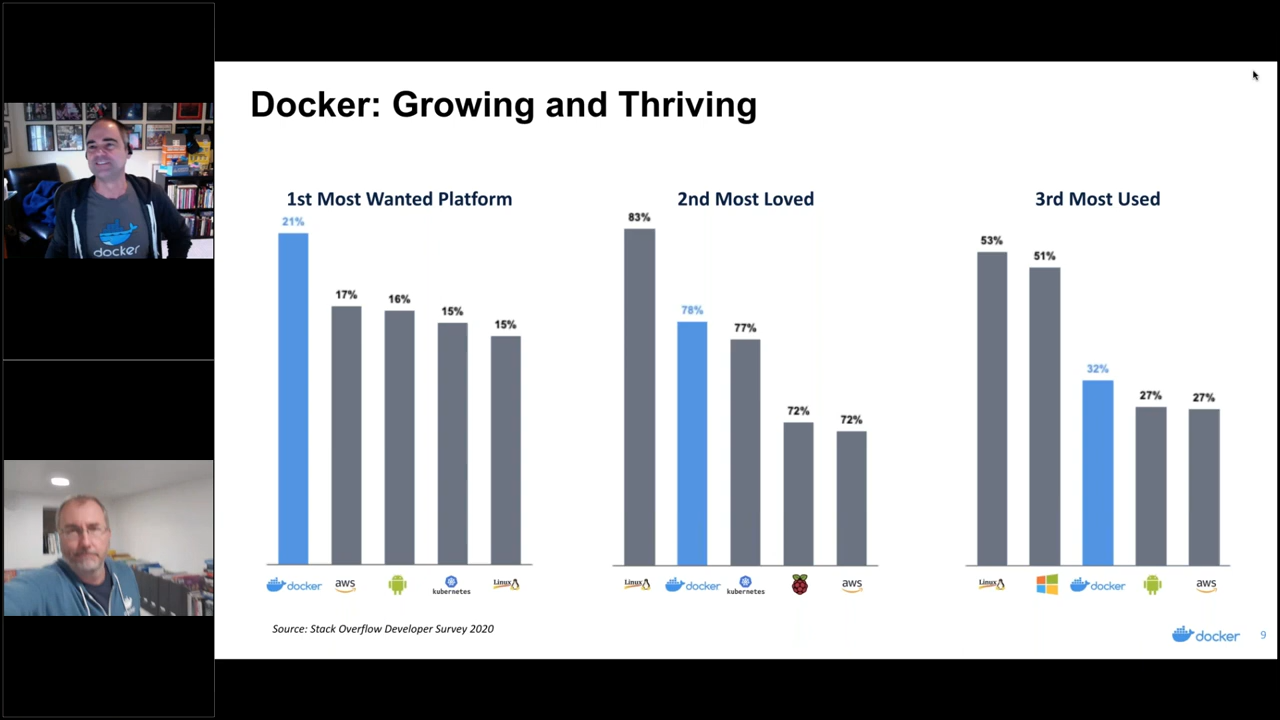 Docker: Growing and Thriving
1st Most Wanted Platform
21%
17%
16%
15%
15%
docker
aws
kubernetes
Linux
2nd Most Loved
83%
78%
77%
72%
72%
Linux
docker
kubernetes
aws
3rd Most Used
53%
51%
32%
27%
27%
Linux
docker
aws
Source: Stack Overflow Developer Survey 2020
docker
9
docker